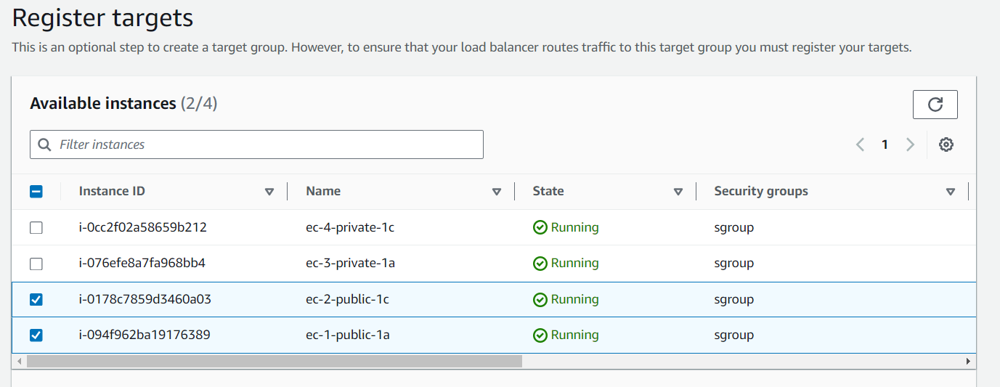 Register targets
This is an optional step to create a target group. However, to ensure that your load balancer routes traffic to this target group you must register your targets.
Available instances (2/4)
Filter instances
1
Instance ID Name State Security groups
i-0cc2f02a58659b212 ec-4-private-1c Running sgroup
i-076efe8a7fa968bb4 ec-3-private-1a Running sgroup
i-0178c7859d3460a03 ec-2-public-1c Running sgroup
i-094f962ba19176389 ec-1-public-1a Running sgroup